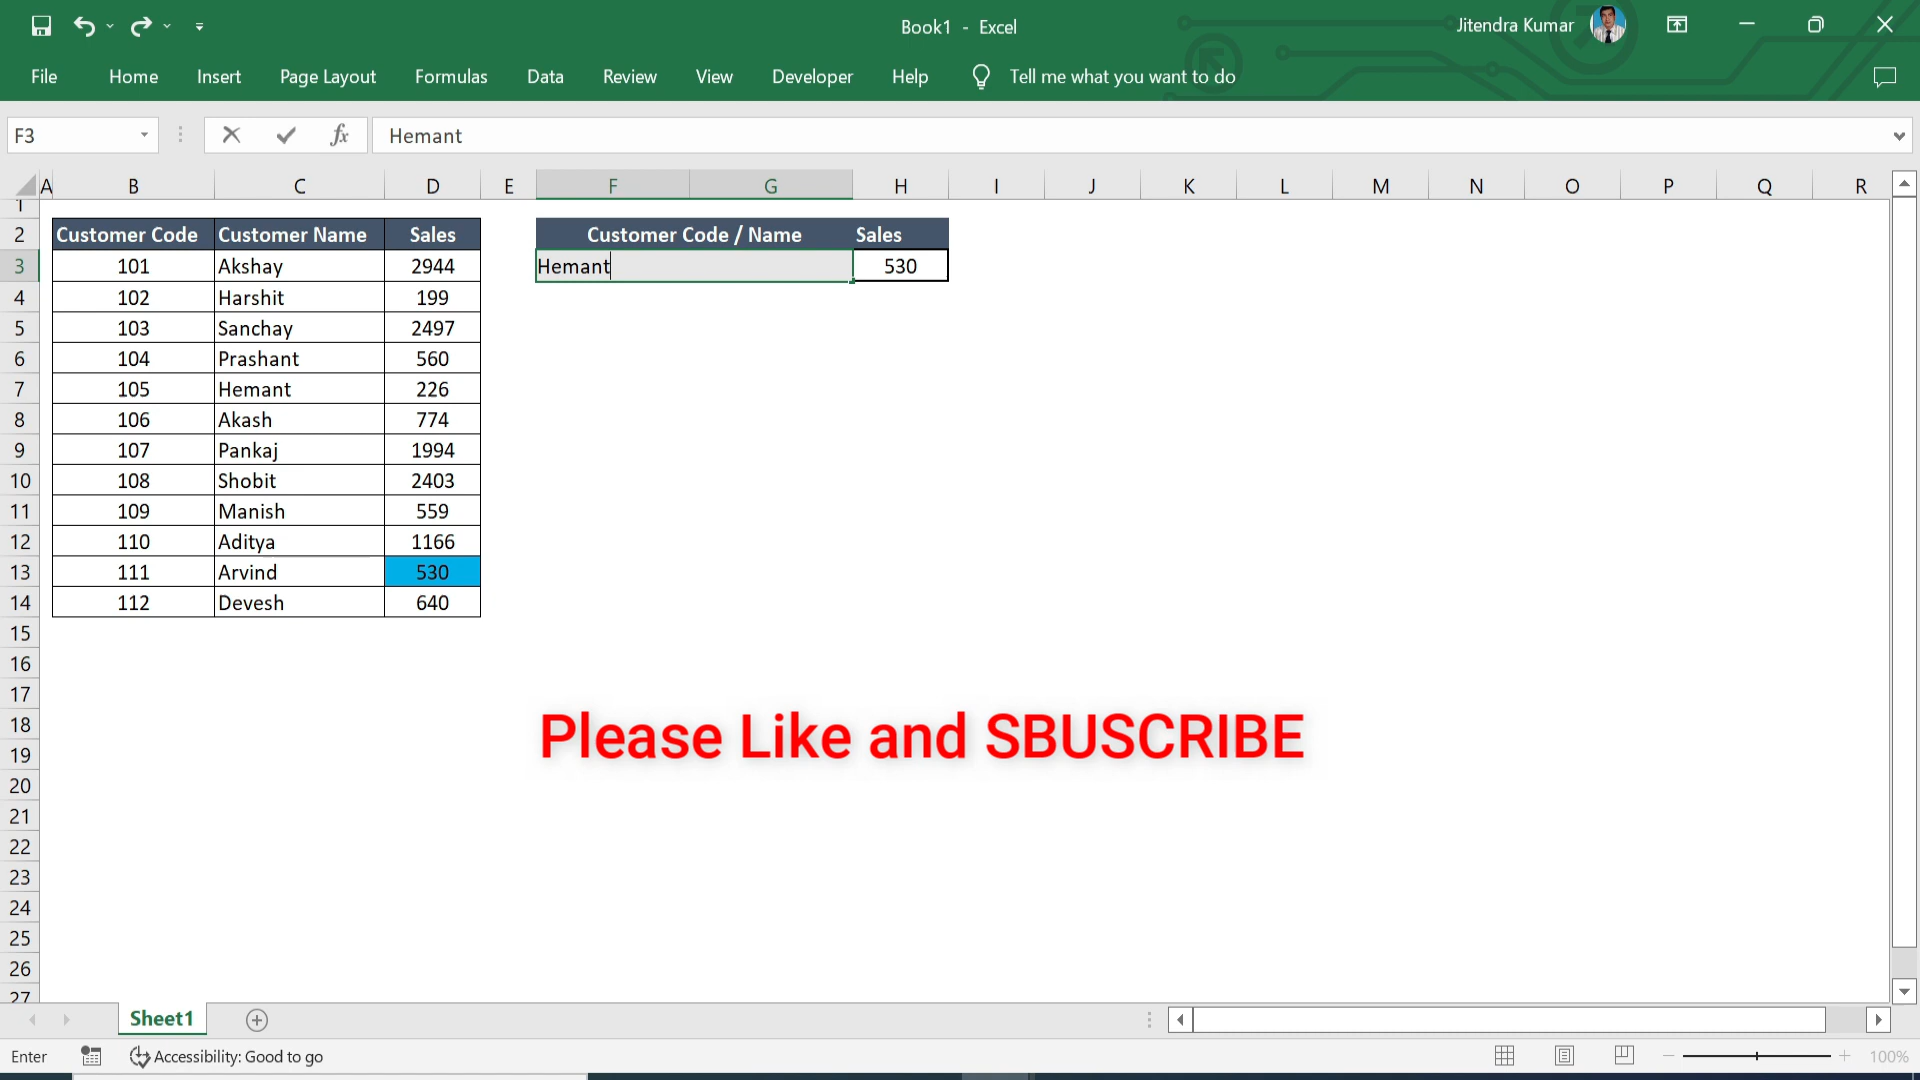 Book1 - Excel
Jitendra Kumar
File Home Insert Page Layout Formulas Data Review View Developer Help Tell me what you want to do
F3 fx Hemant
A B C D E F G H I J K L M N O P Q R
1
2 Customer Code Customer Name Sales Customer Code / Name Sales
3 101 Akshay 2944 Hemant 530
4 102 Harshit 199
5 103 Sanchay 2497
6 104 Prashant 560
7 105 Hemant 226
8 106 Akash 774
9 107 Pankaj 1994
10 108 Shobit 2403
11 109 Manish 559
12 110 Aditya 1166
13 111 Arvind 530
14 112 Devesh 640
15
16
17
18 Please Like and SBUSCRIBE
19
20
21
22
23
24
25
26
27
Sheet1
Enter Accessibility: Good to go 100%